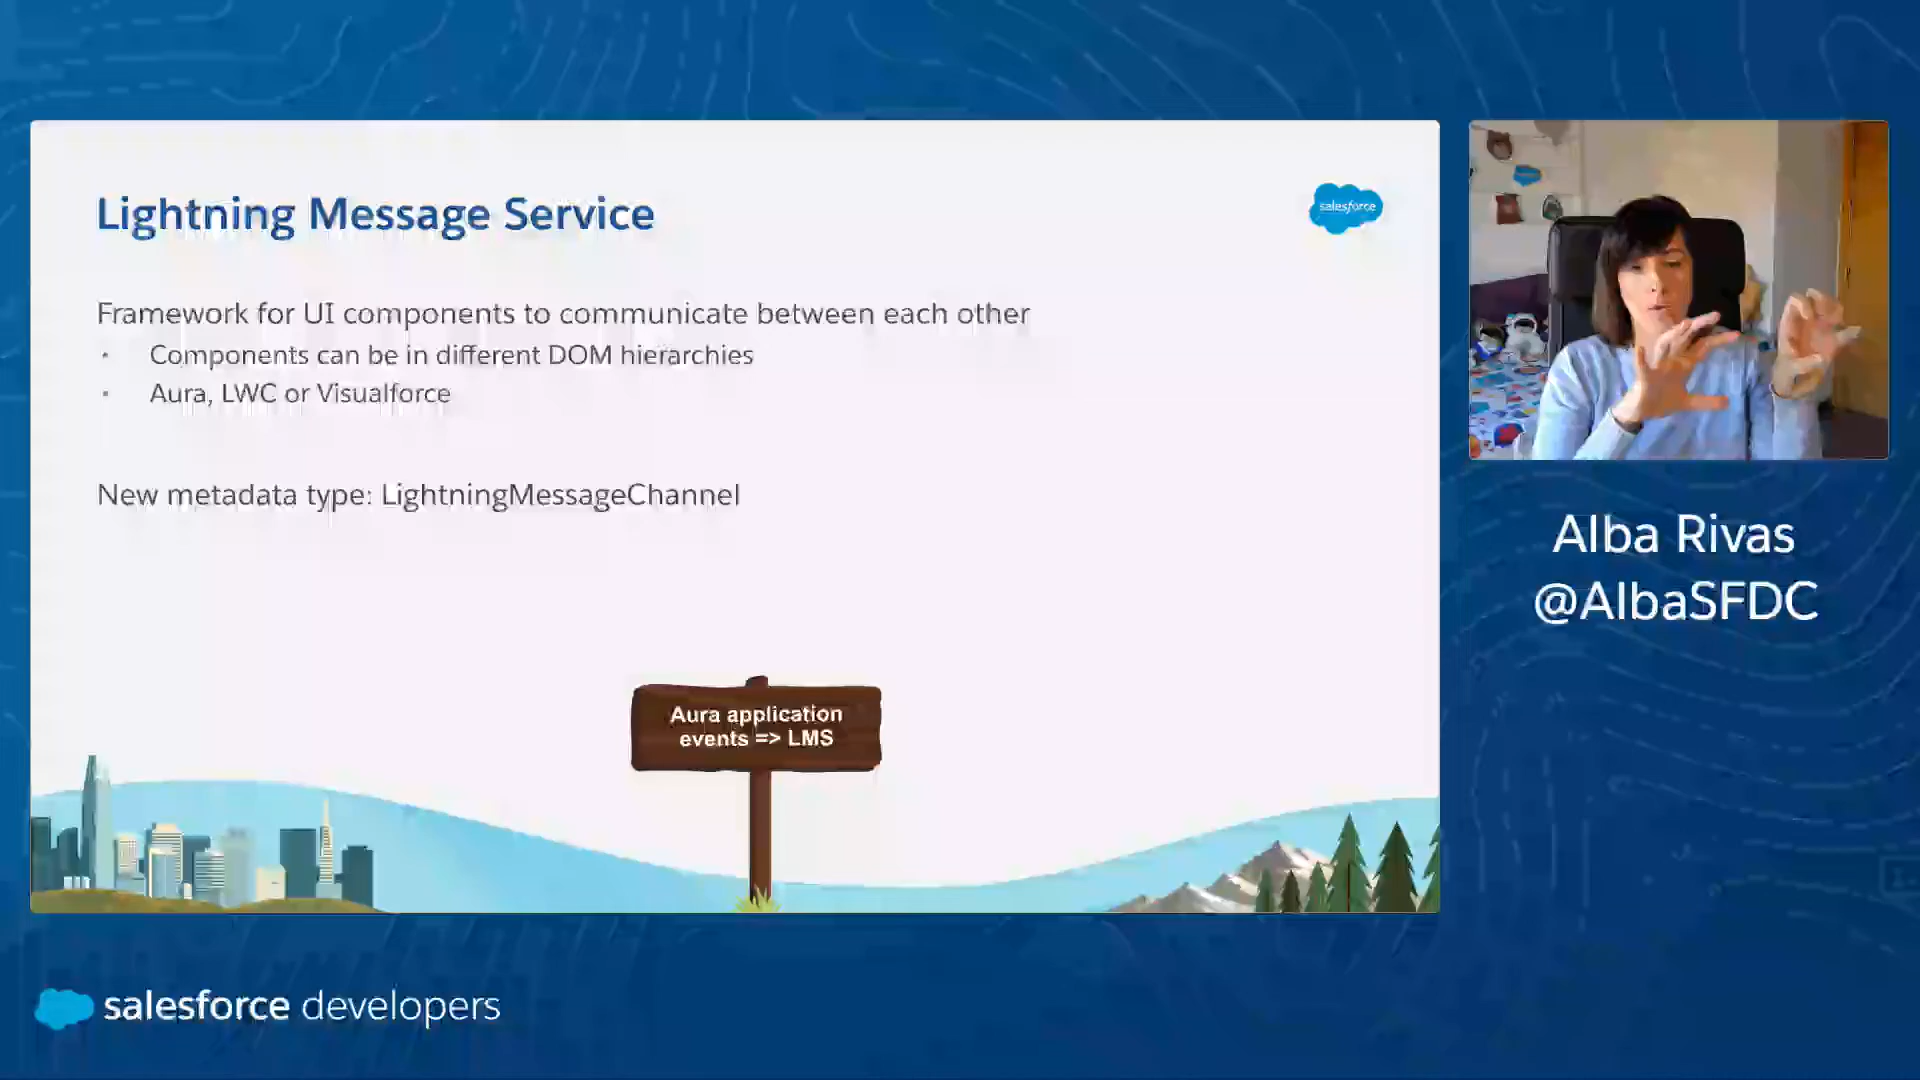 Lightning Message Service
salesforce
Framework for UI components to communicate between each other
• Components can be in different DOM hierarchies
• Aura, LWC or Visualforce
New metadata type: LightningMessageChannel
Aura application
events => LMS
Alba Rivas
@AlbaSFDC
salesforce developers